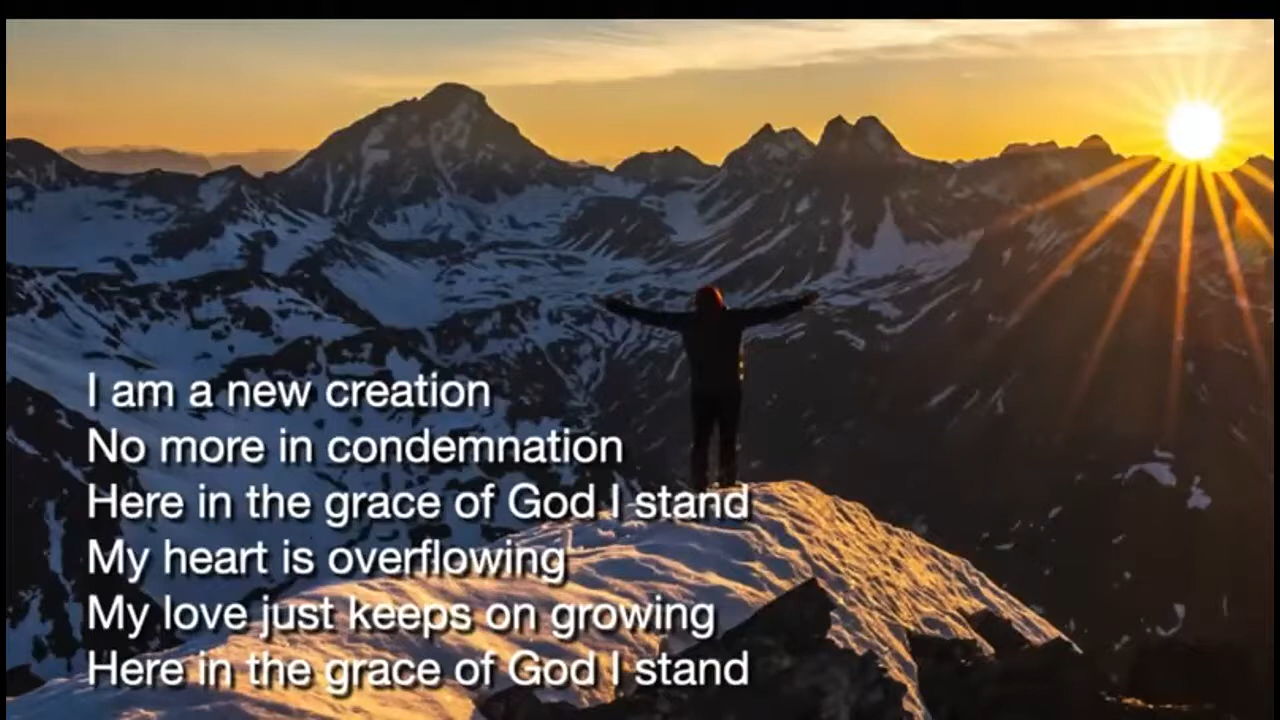 I am a new creation
No more in condemnation
Here in the grace of God I stand
My heart is overflowing
My love just keeps on growing
Here in the grace of God I stand